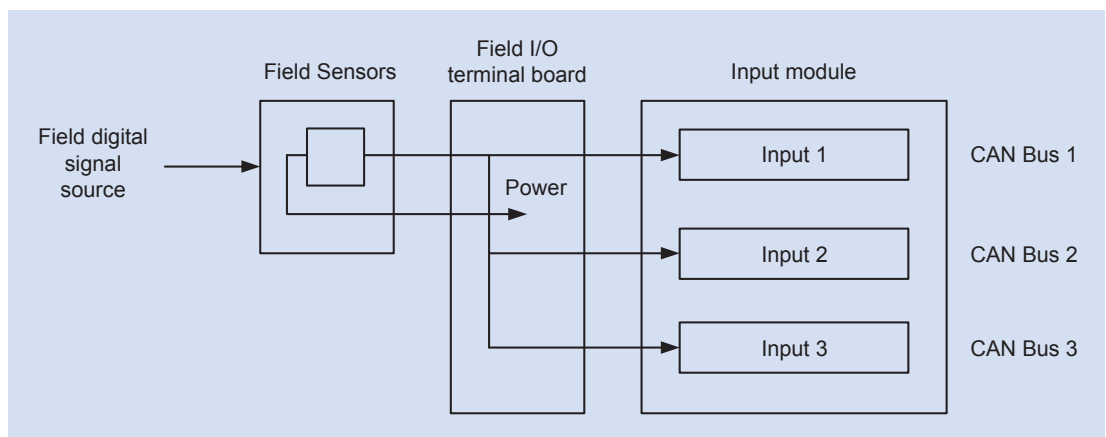 Field I/O
terminal board
Field Sensors
Input module
Field digital
signal
source
Input 1
CAN Bus 1
Power
Input 2
CAN Bus 2
Input 3
CAN Bus 3